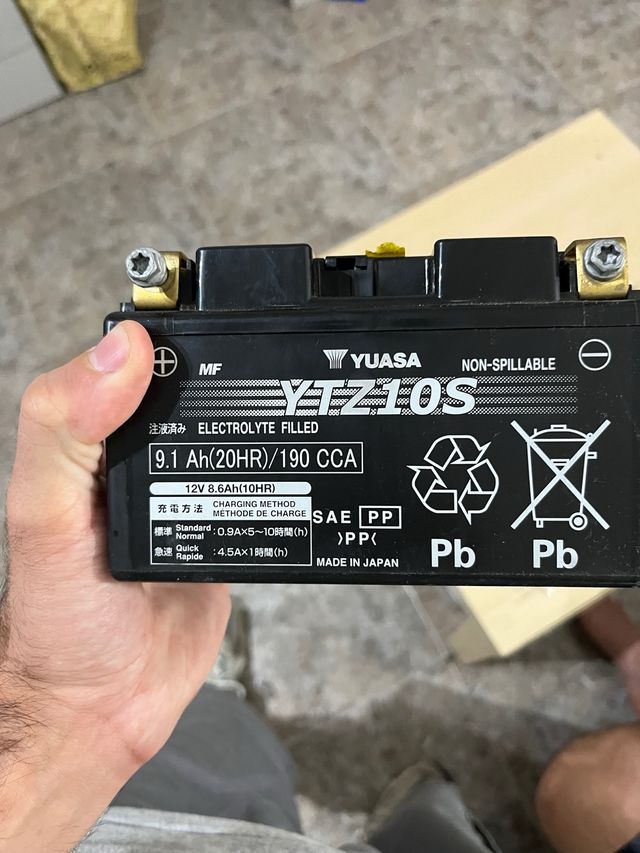 ⊕ MF YUASA NON-SPILLABLE ⊖
YTZ10S
注液済み ELECTROLYTE FILLED
9.1 Ah(20HR)/190 CCA
12V 8.6Ah(10HR)
充電方法 CHARGING METHOD
MÉTHODE DE CHARGE
標準 Standard Normal : 0.9A×5~10時間(h)
急速 Quick Rapide : 4.5A×1時間(h)
SAE PP
>PP<
MADE IN JAPAN
Pb Pb